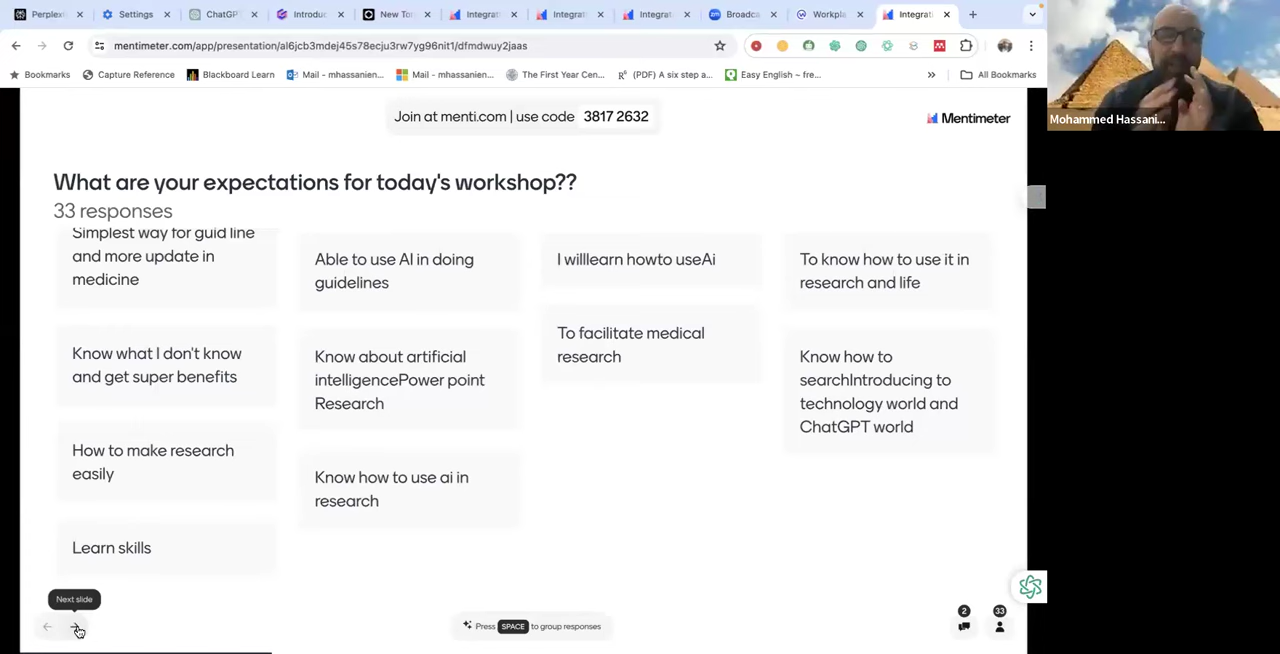 Perplexi
Settings
ChatGP
Introduc
New To
Integrati
Integrat
Integrat
Broadca
Workpla
Integrati
mentimeter.com/app/presentation/al6jcb3mdej45s78ecju3rw7yg96nit1/dfmdwuy2jaas
Bookmarks
Capture Reference
Blackboard Learn
Mail - mhassanien...
Mail - mhassanien...
The First Year Cen...
(PDF) A six step a...
Easy English ~ fre...
All Bookmarks
Mohammed Hassani...
Join at menti.com | use code 3817 2632
Mentimeter
What are your expectations for today's workshop??
33 responses
Simplest way for guid line
and more update in
medicine
Know what I don't know
and get super benefits
How to make research
easily
Learn skills
Able to use AI in doing
guidelines
Know about artificial
intelligencePower point
Research
Know how to use ai in
research
I willlearn howto useAi
To facilitate medical
research
To know how to use it in
research and life
Know how to
searchIntroducing to
technology world and
ChatGPT world
Next slide
Press SPACE to group responses
2
33